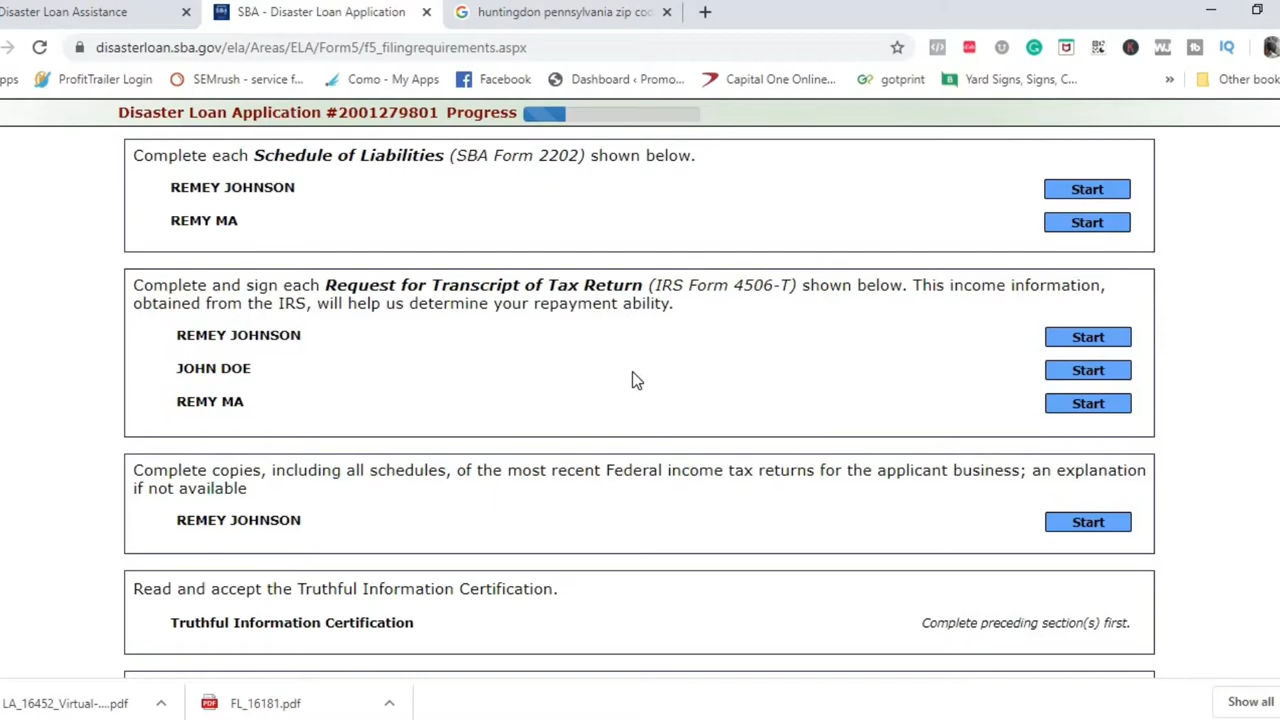 Disaster Loan Assistance
SBA - Disaster Loan Application
huntingdon pennsylvania zip co
disasterloan.sba.gov/ela/Areas/ELA/Form5/f5_filingrequirements.aspx
pps ProfitTrailer Login SEMrush - service f... Como - My Apps Facebook Dashboard ‹ Promo... Capital One Online... gotprint Yard Signs, Signs, C... » Other book
Disaster Loan Application #2001279801 Progress
Complete each Schedule of Liabilities (SBA Form 2202) shown below.
REMEY JOHNSON Start
REMY MA Start
Complete and sign each Request for Transcript of Tax Return (IRS Form 4506-T) shown below. This income information,
obtained from the IRS, will help us determine your repayment ability.
REMEY JOHNSON Start
JOHN DOE Start
REMY MA Start
Complete copies, including all schedules, of the most recent Federal income tax returns for the applicant business; an explanation
if not available
REMEY JOHNSON Start
Read and accept the Truthful Information Certification.
Truthful Information Certification Complete preceding section(s) first.
LA_16452_Virtual-....pdf FL_16181.pdf Show all